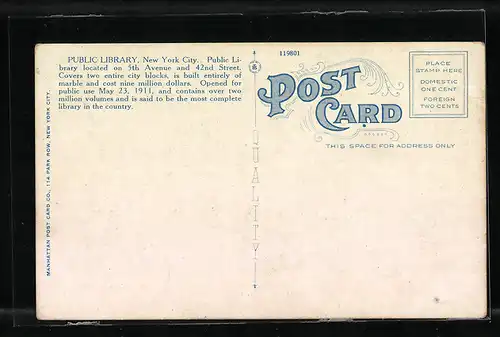 PUBLIC LIBRARY, New York City. Public Li-
brary located on 5th Avenue and 42nd Street.
Covers two entire city blocks, is built entirely of
marble and cost nine million dollars. Opened for
public use May 23, 1911, and contains over two
million volumes and is said to be the most complete
library in the country.
MANHATTAN POST CARD CO., 114 PARK ROW, NEW YORK CITY.
QUALITY
119801
POST
CARD
THIS SPACE FOR ADDRESS ONLY
PLACE
STAMP HERE
DOMESTIC
ONE CENT
FOREIGN
TWO CENTS